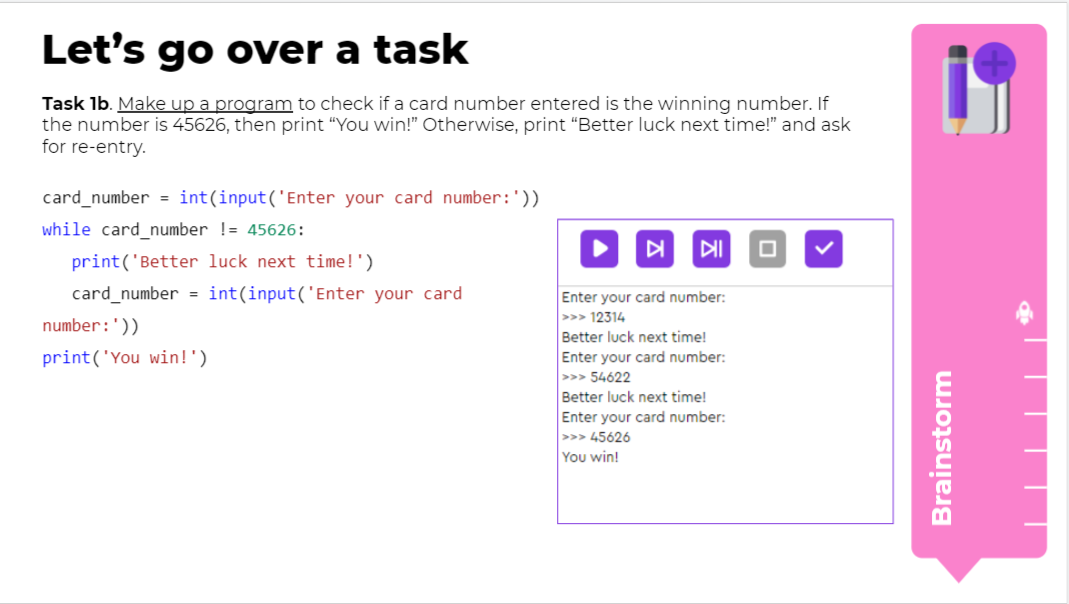 Let's go over a task
Task 1b. Make up a program to check if a card number entered is the winning number. If
the number is 45626, then print “You win!” Otherwise, print “Better luck next time!” and ask
for re-entry.
card_number = int(input('Enter your card number:'))
while card_number != 45626:
print('Better luck next time!')
card_number = int(input('Enter your card
number:'))
print('You win!')
Enter your card number:
>>> 12314
Better luck next time!
Enter your card number:
>>> 54622
Better luck next time!
Enter your card number:
>>> 45626
You win!
Brainstorm